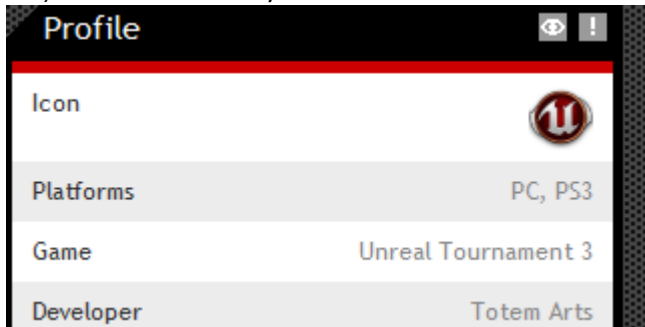 Profile
Icon
Platforms PC, PS3
Game Unreal Tournament 3
Developer Totem Arts